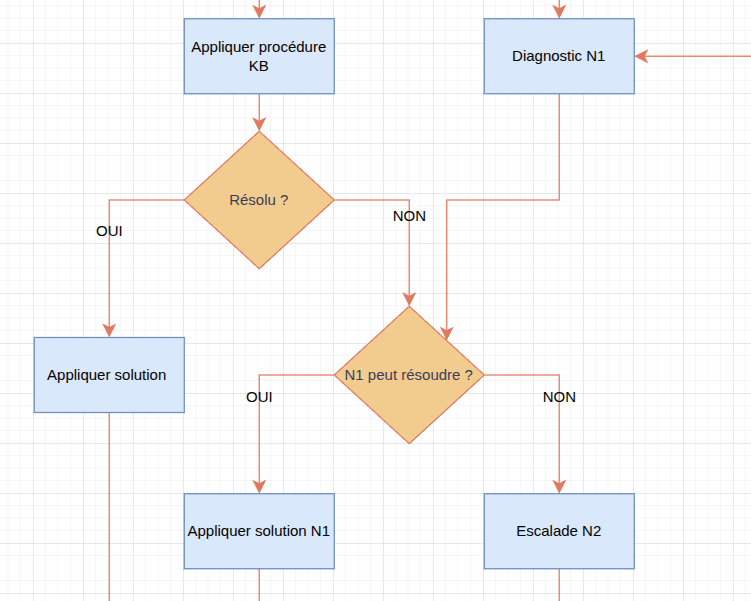 Appliquer procédure
KB
Diagnostic N1
Résolu ?
NON
OUI
Appliquer solution
N1 peut résoudre ?
OUI
NON
Appliquer solution N1
Escalade N2